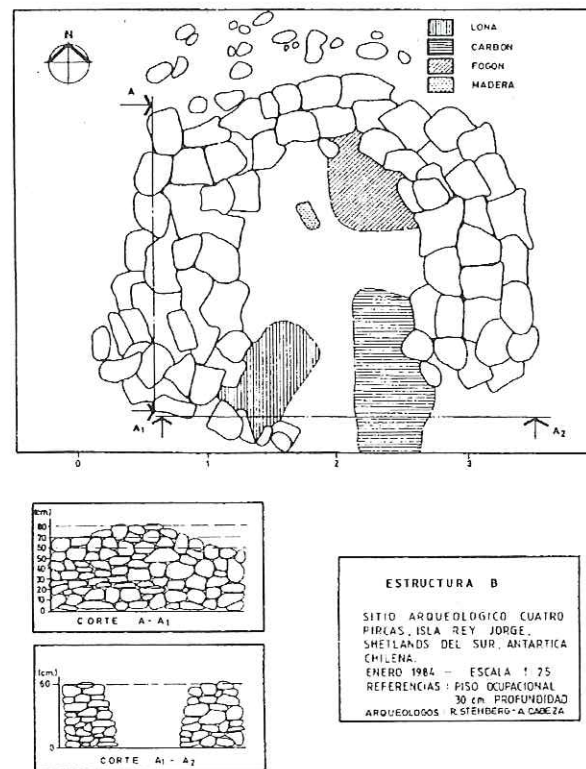 N
LONA
CARBON
FOGON
MADERA
A
A1
A2
0 1 2 3
(cm.)
80
70
60
50
40
30
20
10
0
CORTE A-A1
(cm.)
60
0
CORTE A1 - A2
ESTRUCTURA B
SITIO ARQUEOLOGICO CUATRO
PIRCAS, ISLA REY JORGE,
SHETLANDS DEL SUR, ANTARTICA
CHILENA.
ENERO 1984 - ESCALA 1:25
REFERENCIAS: PISO OCUPACIONAL
30 cm PROFUNDIDAD
ARQUEOLOGOS: R.STEHBERG-A.CABEZA